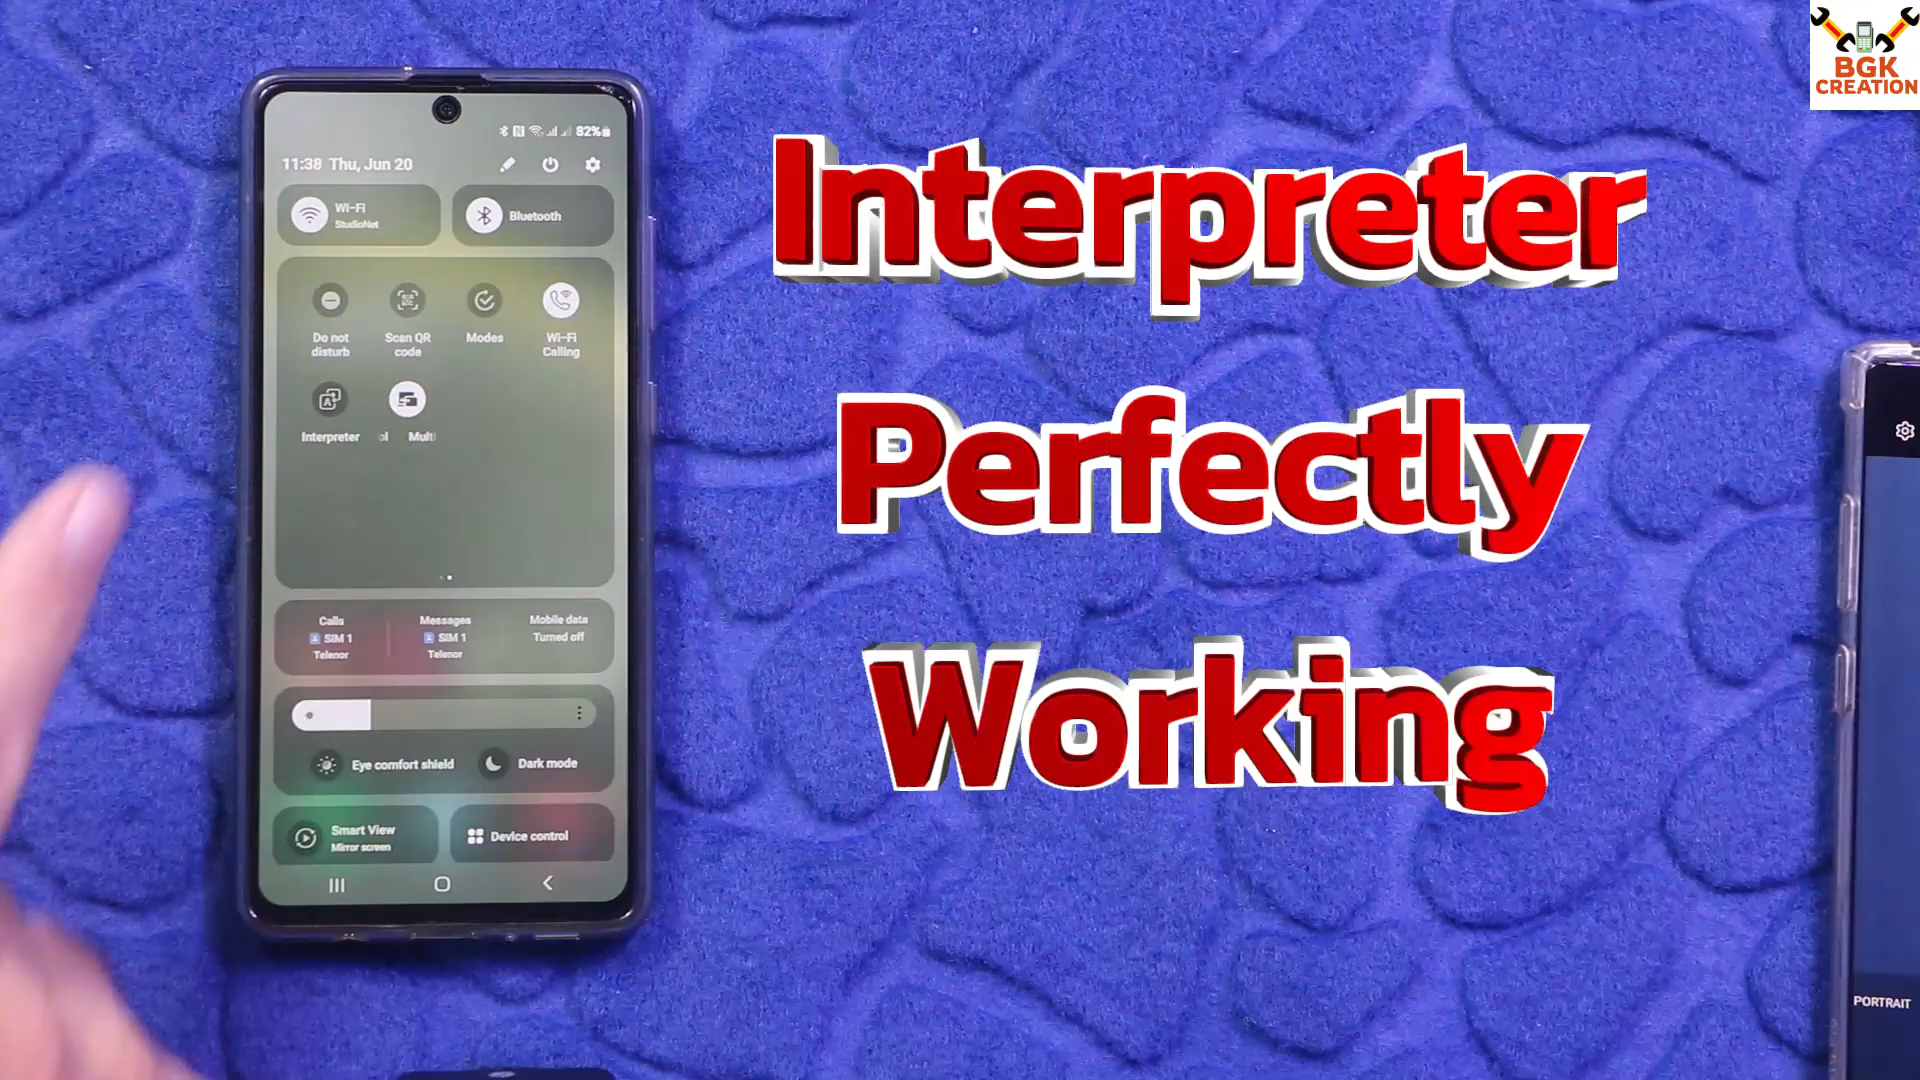 BGK
CREATION
Interpreter
Perfectly
Working
82%
11:38 Thu, Jun 20
Wi-Fi
StudioNet
Bluetooth
Do not
disturb
Scan QR
code
Modes
Wi-Fi
Calling
Interpreter
ol Multi
Calls
SIM 1
Telenor
Messages
SIM 1
Telenor
Mobile data
Turned off
Eye comfort shield
Dark mode
Smart View
Mirror screen
Device control
PORTRAIT